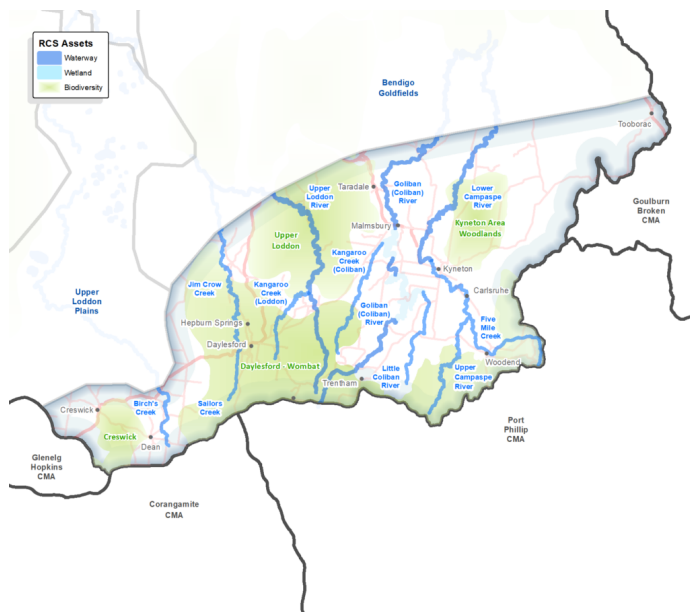 RCS Assets
Waterway
Wetland
Biodiversity
Bendigo
Goldfields
Tooborac
Goulburn
Broken
CMA
Taradale
Upper
Loddon
River
Goliban
(Coliban)
River
Lower
Campaspe
River
Kyneton Area
Woodlands
Malmsbury
Upper
Loddon
Kangaroo
Creek
(Coliban)
Kyneton
Jim Crow
Creek
Kangaroo
Creek
(Loddon)
Carlsruhe
Upper
Loddon
Plains
Goliban
(Coliban)
River
Five
Mile
Creek
Hepburn Springs
Daylesford
Woodend
Daylesford - Wombat
Trentham
Little
Coliban
River
Upper
Campaspe
River
Creswick
Birch's
Creek
Sailors
Creek
Creswick
Dean
Port
Phillip
CMA
Glenelg
Hopkins
CMA
Corangamite
CMA